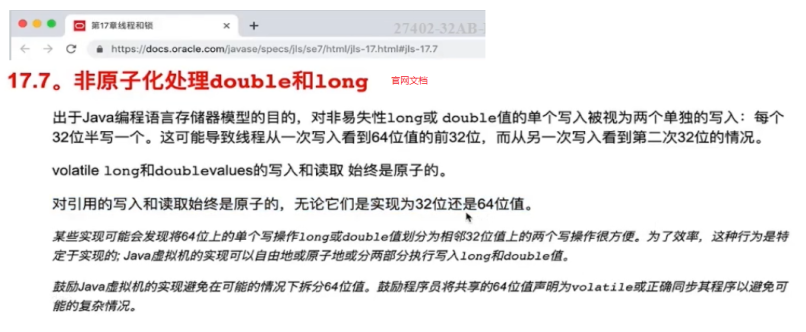 第17章线程和锁
27402-32AB-
https://docs.oracle.com/javase/specs/jls/se7/html/jls-17.html#jls-17.7
17.7。非原子化处理double和long 官网文档
出于Java编程语言存储器模型的目的，对非易失性long或 double值的单个写入被视为两个单独的写入：每个
32位半写一个。这可能导致线程从一次写入看到64位值的前32位，而从另一次写入看到第二次32位的情况。
volatile long和doublevalues的写入和读取 始终是原子的。
对引用的写入和读取始终是原子的，无论它们是实现为32位还是64位值。
某些实现可能会发现将64位上的单个写操作long或double值划分为相邻32位值上的两个写操作很方便。为了效率，这种行为是特
定于实现的; Java虚拟机的实现可以自由地或原子地或分两部分执行写入long和double值。
鼓励Java虚拟机的实现避免在可能的情况下拆分64位值。鼓励程序员将共享的64位值声明为volatile或正确同步其程序以避免可
能的复杂情况。